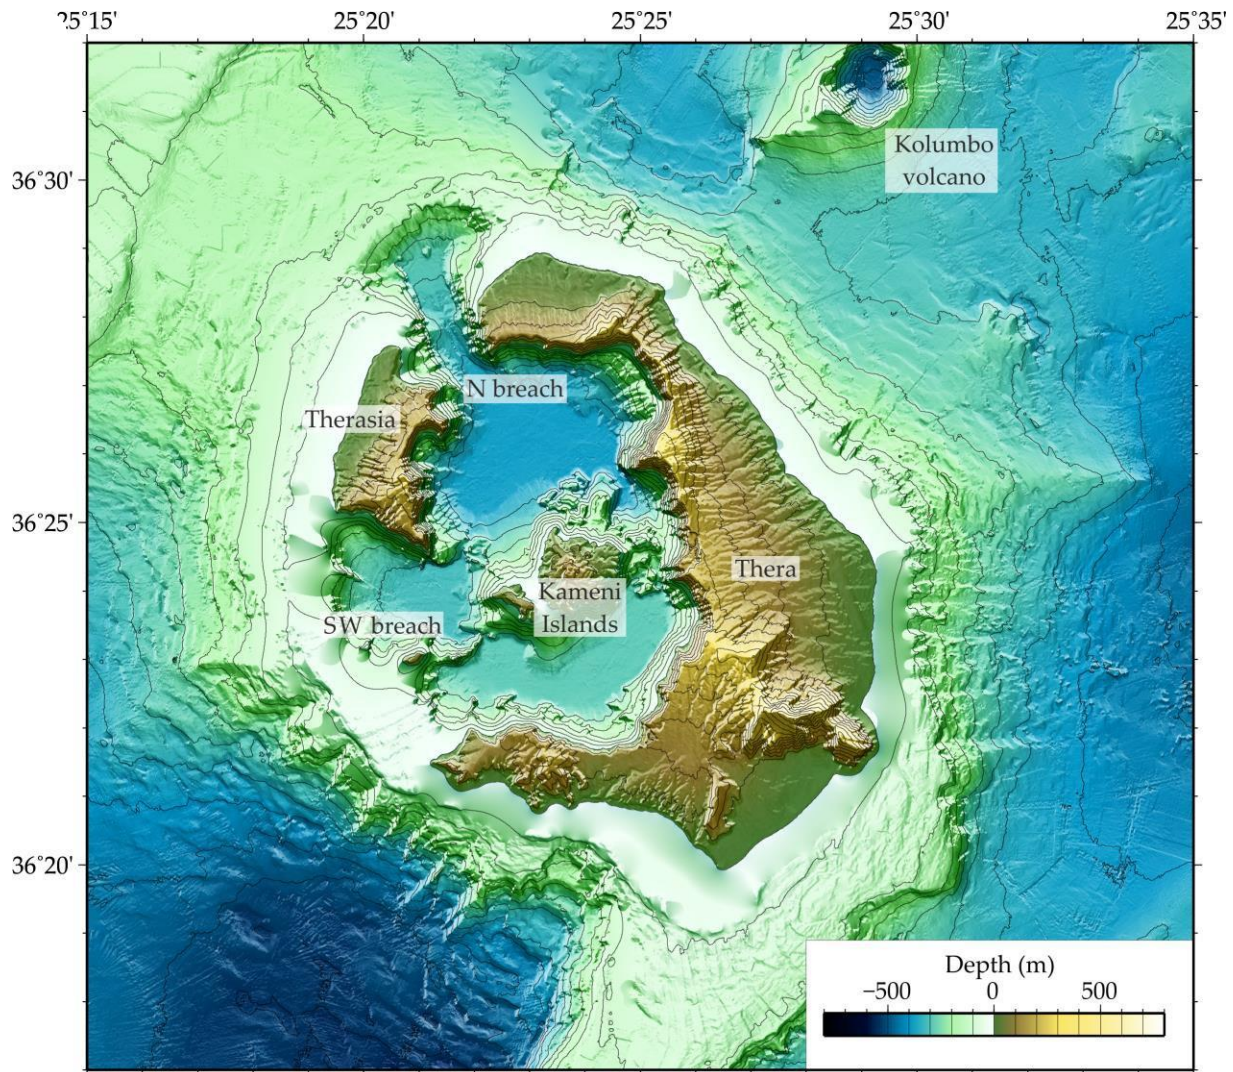 25°15' 25°20' 25°25' 25°30' 25°35'
Kolumbo
volcano
36°30'
N breach
Therasia
36°25'
Thera
Kameni
Islands
SW breach
36°20'
Depth (m)
−500 0 500